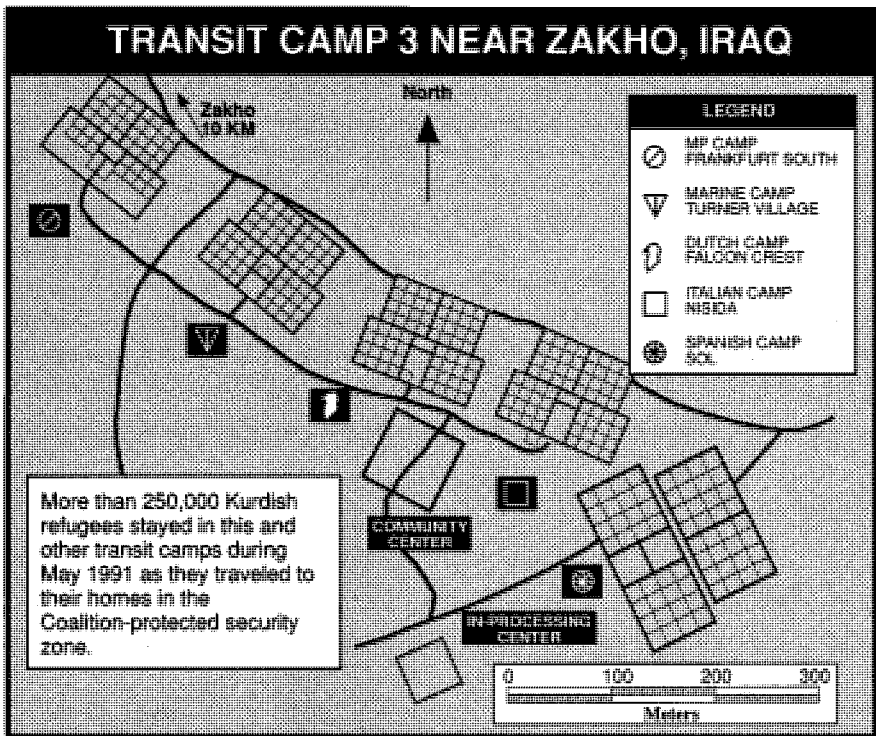 TRANSIT CAMP 3 NEAR ZAKHO, IRAQ
Zakho
10 KM
North
LEGEND
MP CAMP
FRANKFURT SOUTH
MARINE CAMP
TURNER VILLAGE
DUTCH CAMP
FALCON CREST
ITALIAN CAMP
NISIDA
SPANISH CAMP
SOL
COMMUNITY
CENTER
IN-PROCESSING
CENTER
More than 250,000 Kurdish
refugees stayed in this and
other transit camps during
May 1991 as they traveled to
their homes in the
Coalition-protected security
zone.
0 100 200 300
Meters